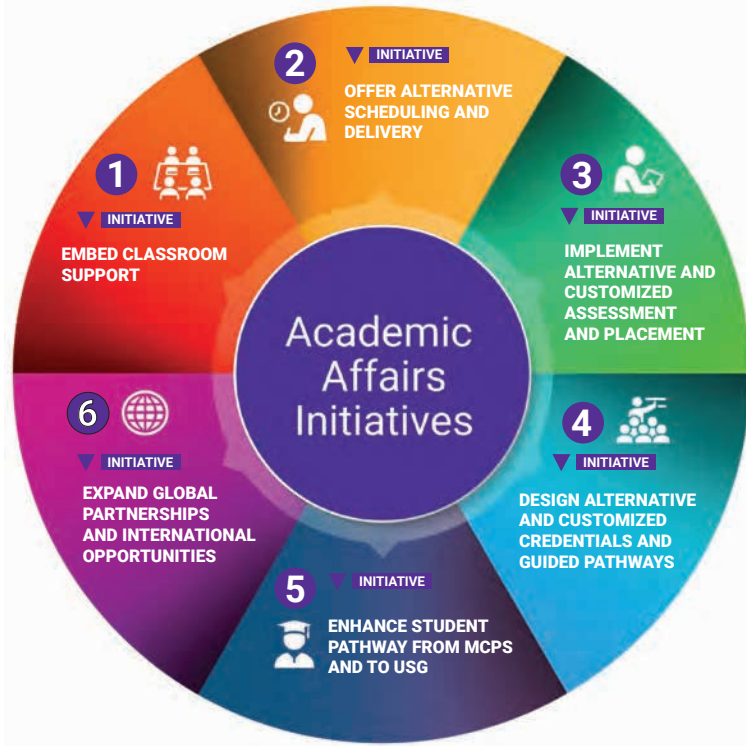 Academic
Affairs
Initiatives
1
INITIATIVE
EMBED CLASSROOM
SUPPORT
2
INITIATIVE
OFFER ALTERNATIVE
SCHEDULING AND
DELIVERY
3
INITIATIVE
IMPLEMENT
ALTERNATIVE AND
CUSTOMIZED
ASSESSMENT
AND PLACEMENT
4
INITIATIVE
DESIGN ALTERNATIVE
AND CUSTOMIZED
CREDENTIALS AND
GUIDED PATHWAYS
5
INITIATIVE
ENHANCE STUDENT
PATHWAY FROM MCPS
AND TO USG
6
INITIATIVE
EXPAND GLOBAL
PARTNERSHIPS
AND INTERNATIONAL
OPPORTUNITIES